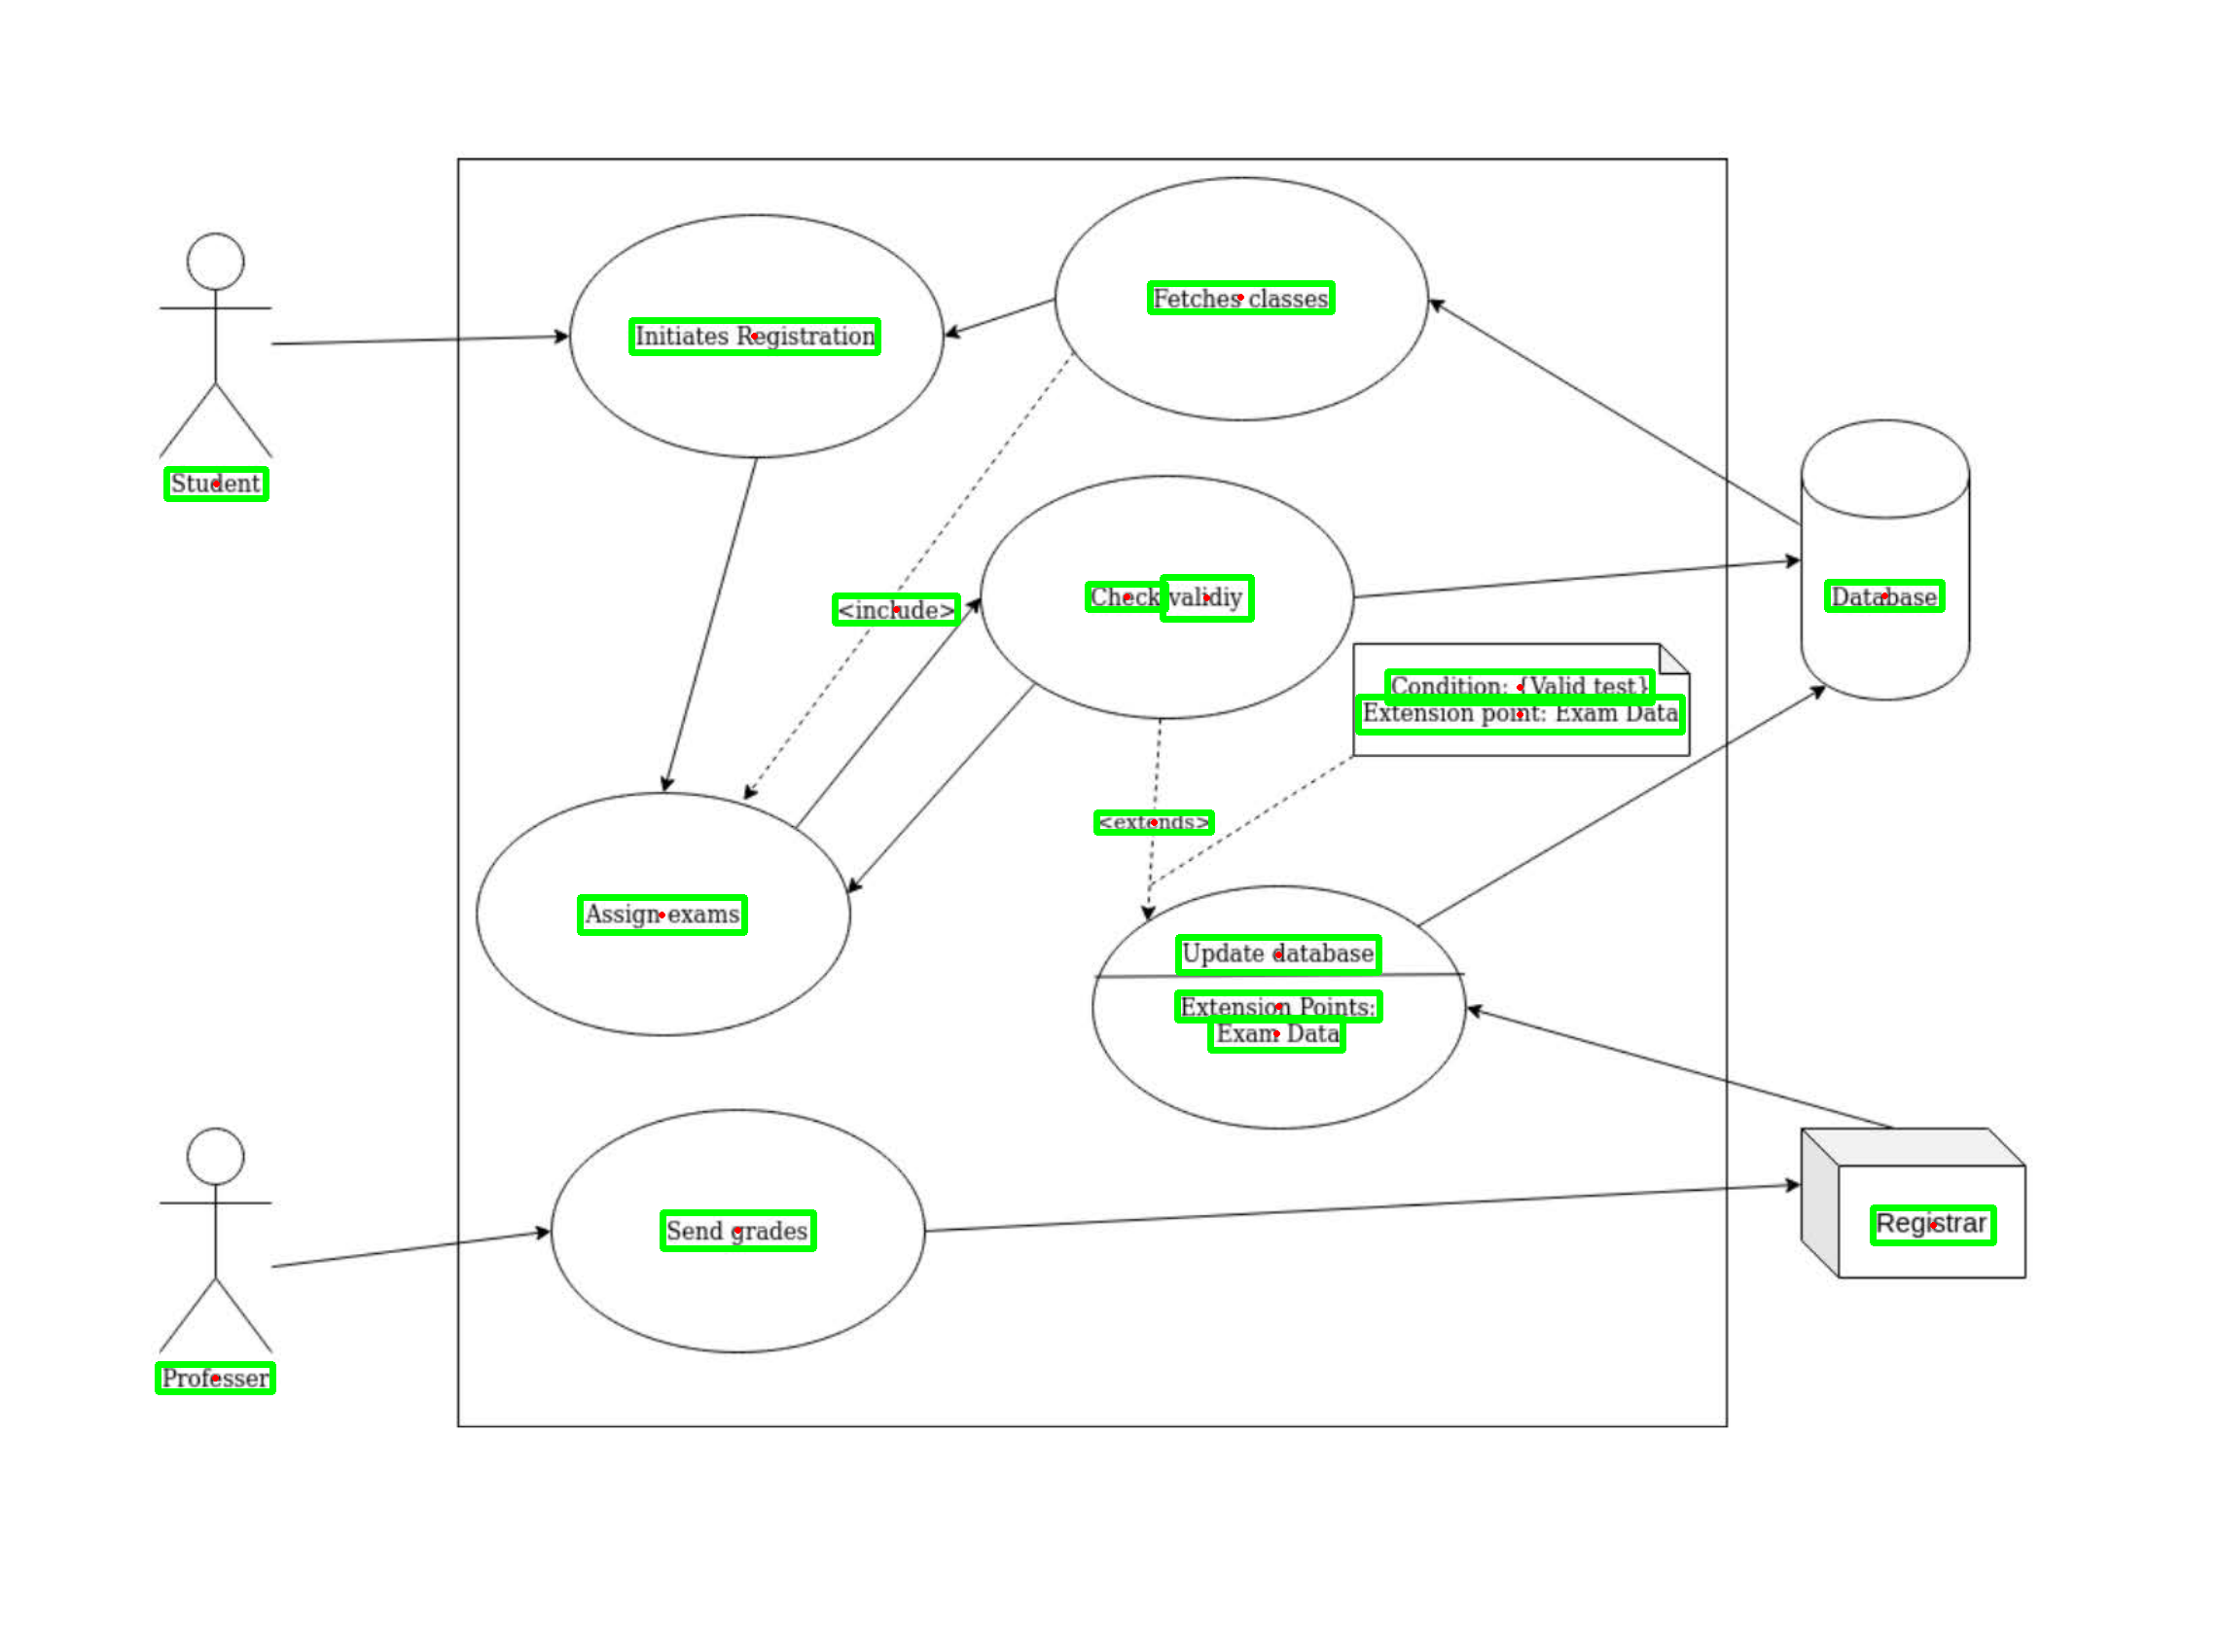 Fetches classes
Initiates Registration
Student
Check validiy
Database
<include>
Condition: {Valid test}
Extension point: Exam Data
<extends>
Assign exams
Update database
Extension Points:
Exam Data
Registrar
Send grades
Professer